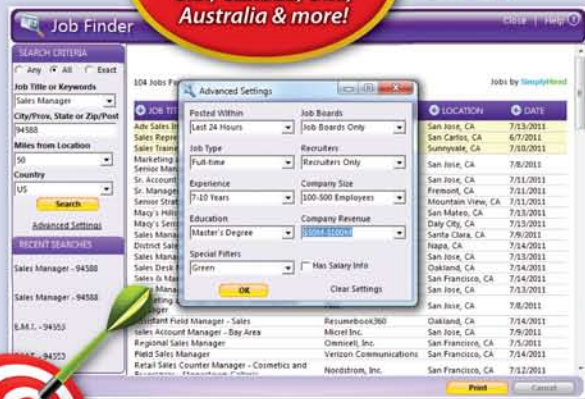 Australia & more!
Job Finder
Close | Help
SEARCH CRITERIA
Any All Exact
Job Title or Keywords
Sales Manager
City/Prov, State or Zip/Post
94588
Miles from Location
50
Country
US
Search
Advanced Settings
RECENT SEARCHES
Sales Manager - 94588
Sales Manager - 94588
E.M.T. - 94553
- 94553
104 Jobs
Jobs by SimplyHired
JOB
LOCATION
DATE
Advanced Settings
Posted Within
Last 24 Hours
Job Boards
Job Boards Only
Job Type
Full-time
Recruiters
Recruiters Only
Experience
7-10 Years
Company Size
100-500 Employees
Education
Master's Degree
Company Revenue
$50M-$100M
Special Filters
Green
Has Salary Info
OK
Clear Settings
San Jose, CA 7/13/2011
San Carlos, CA 6/7/2011
Sunnyvale, CA 7/10/2011
San Jose, CA 7/8/2011
San Jose, CA 7/11/2011
Fremont, CA 7/11/2011
Mountain View, CA 7/11/2011
San Mateo, CA 7/13/2011
Daly City, CA 7/13/2011
Santa Clara, CA 7/9/2011
Napa, CA 7/14/2011
San Jose, CA 7/13/2011
Oakland, CA 7/14/2011
San Francisco, CA 7/14/2011
San Jose, CA 7/13/2011
San Jose, CA 7/8/2011
Assistant Field Manager - Sales Resumebook360 Oakland, CA 7/14/2011
Sales Account Manager - Bay Area Micrel Inc. San Jose, CA 7/9/2011
Regional Sales Manager Omnicell, Inc. San Francisco, CA 7/5/2011
Field Sales Manager Verizon Communications San Francisco, CA 7/14/2011
Retail Sales Counter Manager - Cosmetics and Nordstrom, Inc. San Francisco, CA 7/12/2011
Print
Cancel